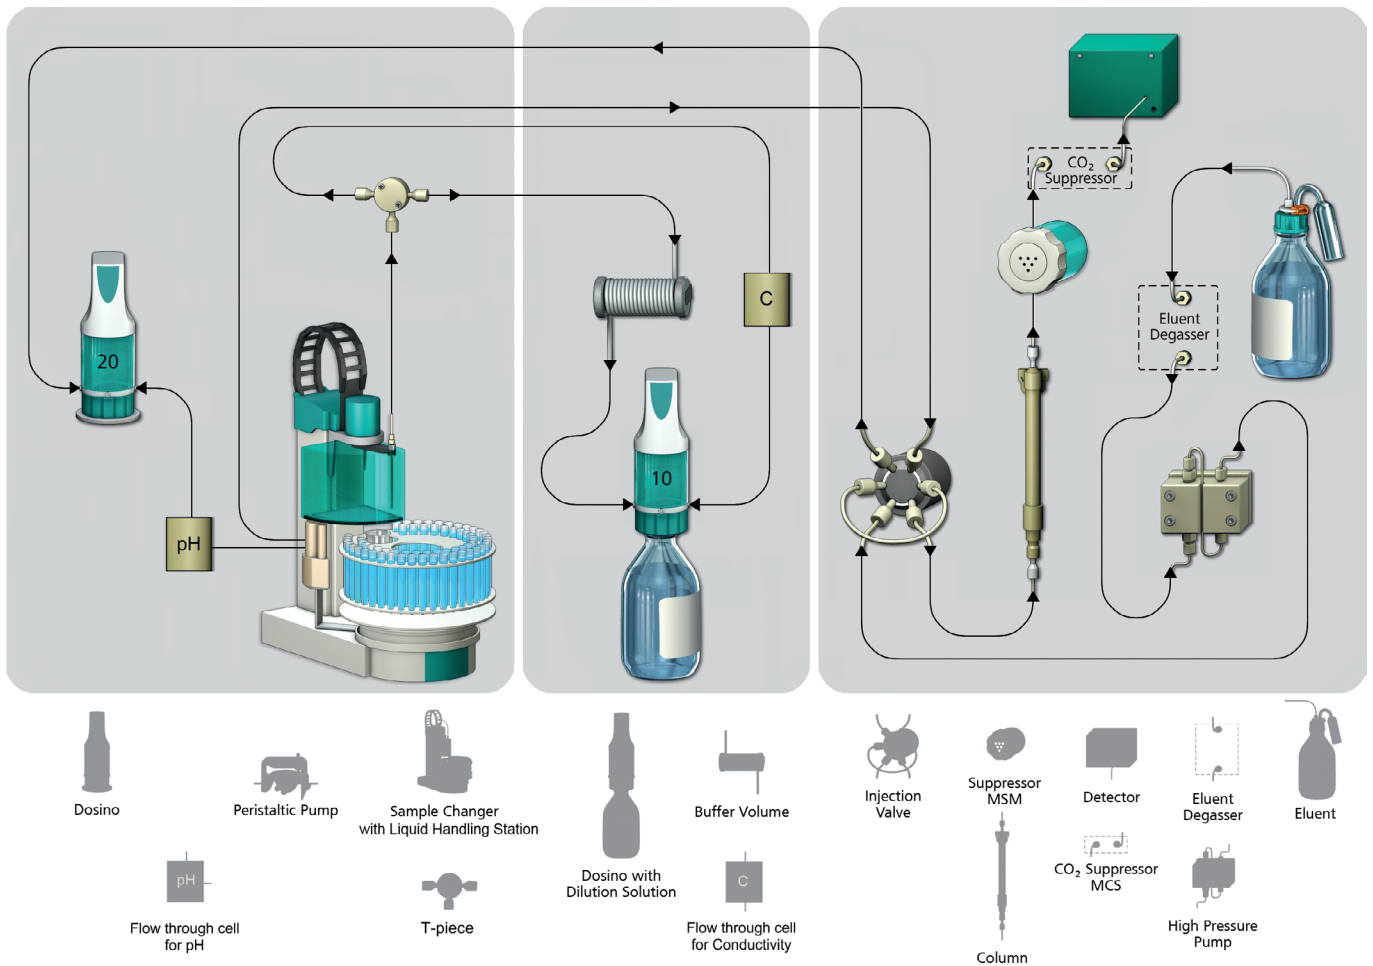 CO2
Suppressor
20
C
Eluent
Degasser
10
pH
Dosino
Peristaltic Pump
Sample Changer
with Liquid Handling Station
Buffer Volume
Injection
Valve
Suppressor
MSM
Detector
Eluent
Degasser
Eluent
pH
Flow through cell
for pH
T-piece
Dosino with
Dilution Solution
C
Flow through cell
for Conductivity
Column
CO2 Suppressor
MCS
High Pressure
Pump